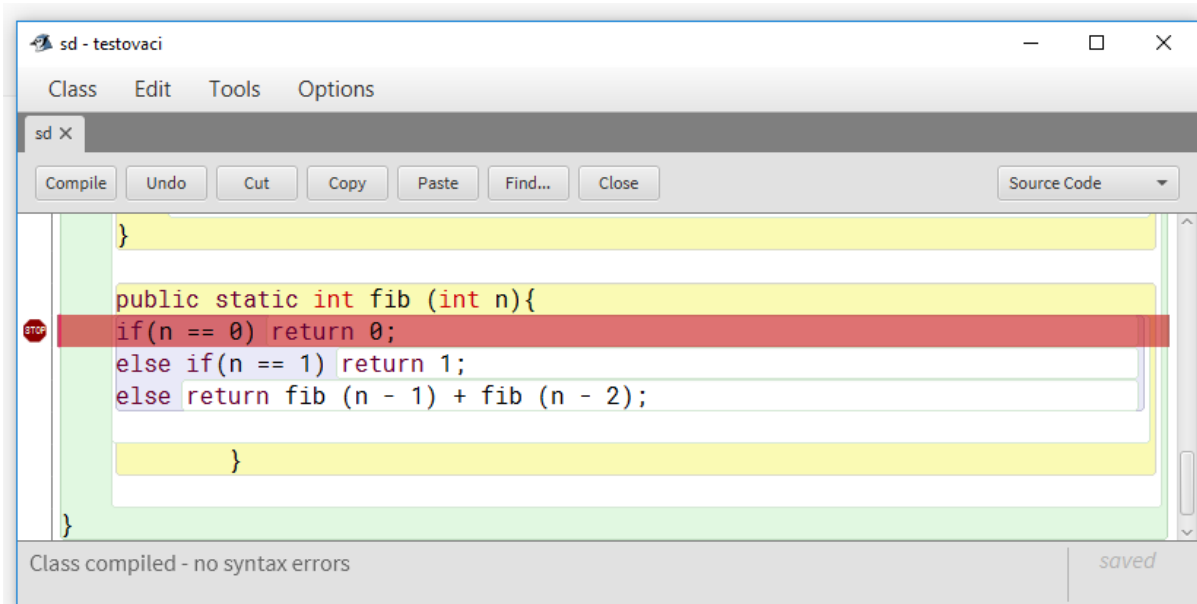 sd - testovaci
Class Edit Tools Options
sd
Compile Undo Cut Copy Paste Find... Close Source Code
}
public static int fib (int n){
STOP if(n == 0) return 0;
else if(n == 1) return 1;
else return fib (n - 1) + fib (n - 2);
}
}
Class compiled - no syntax errors saved